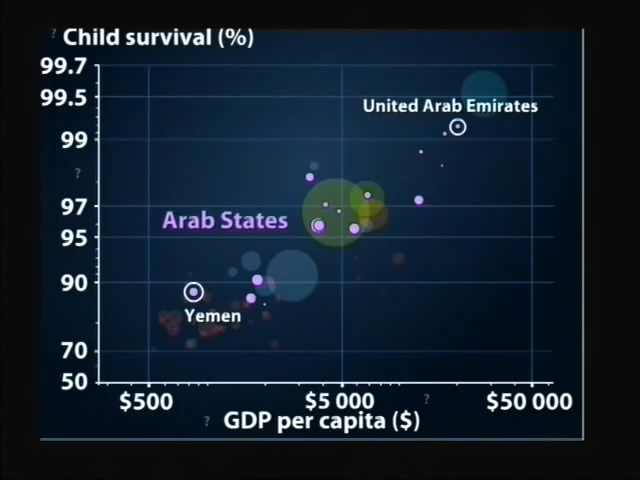 ? Child survival (%)
99.7
99.5
United Arab Emirates
99
?
97
Arab States
95
90
Yemen
70
50
$500 $5 000 ? $50 000
? GDP per capita ($)